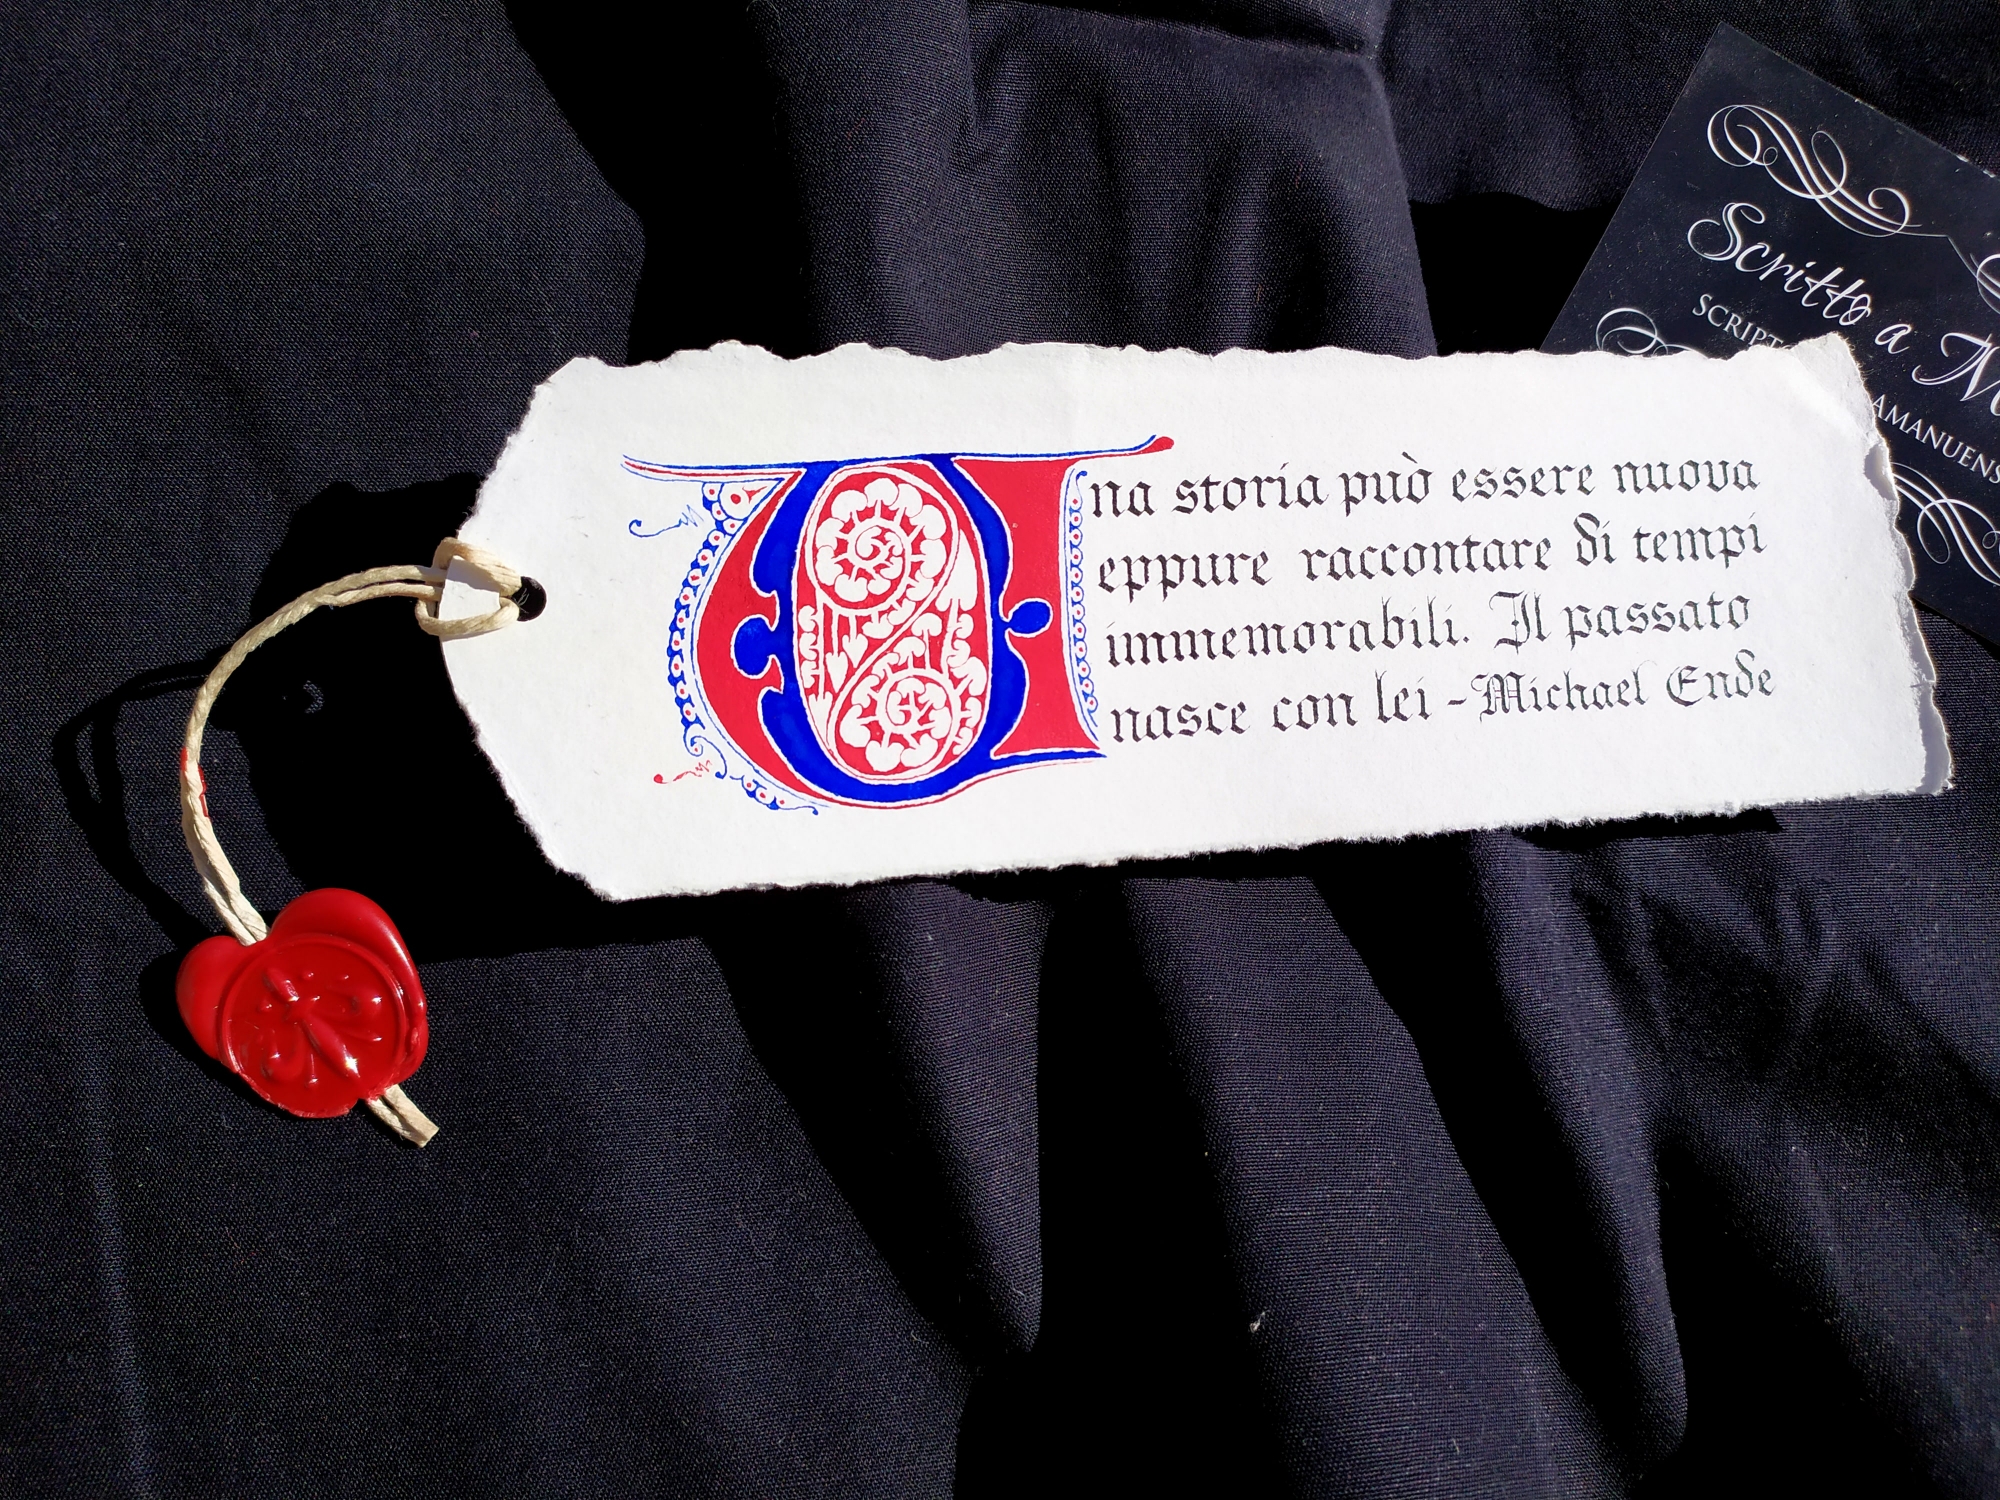 Una storia può essere nuova
eppure raccontare di tempi
immemorabili. Il passato
nasce con lei - Michael Ende
Scritto a